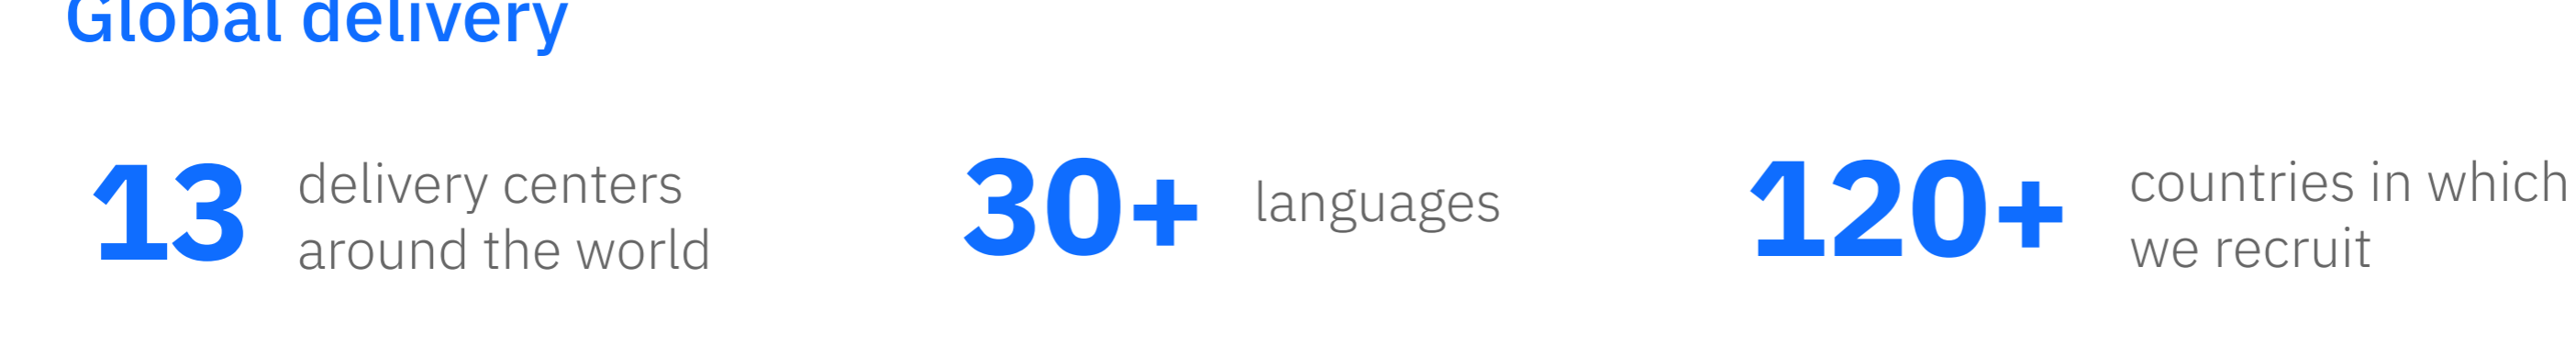 Global delivery
13 delivery centers
around the world
30+ languages
120+ countries in which
we recruit